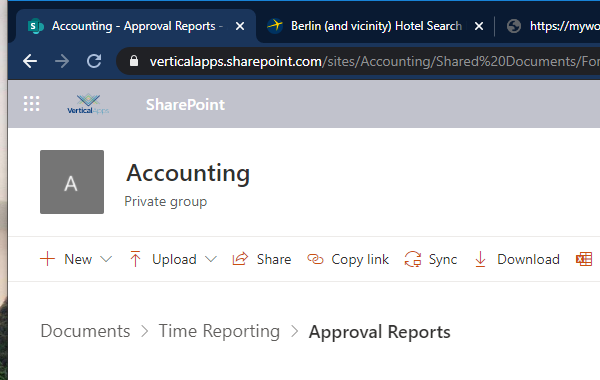 Accounting - Approval Reports - Berlin (and vicinity) Hotel Search https://mywo
verticalapps.sharepoint.com/sites/Accounting/Shared%20Documents/For
VerticalApps SharePoint
A Accounting
Private group
New Upload Share Copy link Sync Download
Documents > Time Reporting > Approval Reports